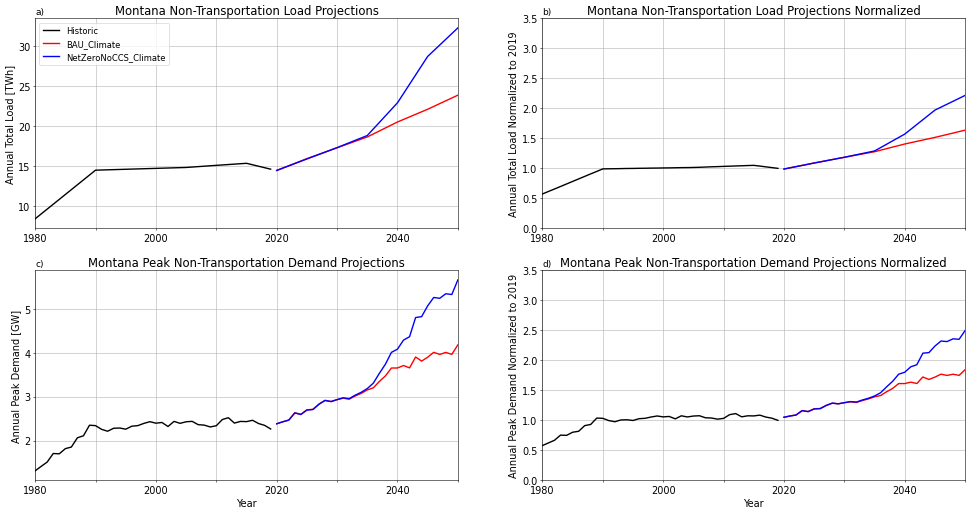 a)
Montana Non-Transportation Load Projections
Historic
BAU_Climate
NetZeroNoCCS_Climate
Annual Total Load [TWh]
30
25
20
15
10
1980
2000
2020
2040
b)
Montana Non-Transportation Load Projections Normalized
Annual Total Load Normalized to 2019
3.5
3.0
2.5
2.0
1.5
1.0
0.5
0.0
1980
2000
2020
2040
c)
Montana Peak Non-Transportation Demand Projections
Annual Peak Demand [GW]
5
4
3
2
1980
2000
2020
2040
Year
d)
Montana Peak Non-Transportation Demand Projections Normalized
Annual Peak Demand Normalized to 2019
3.5
3.0
2.5
2.0
1.5
1.0
0.5
0.0
1980
2000
2020
2040
Year